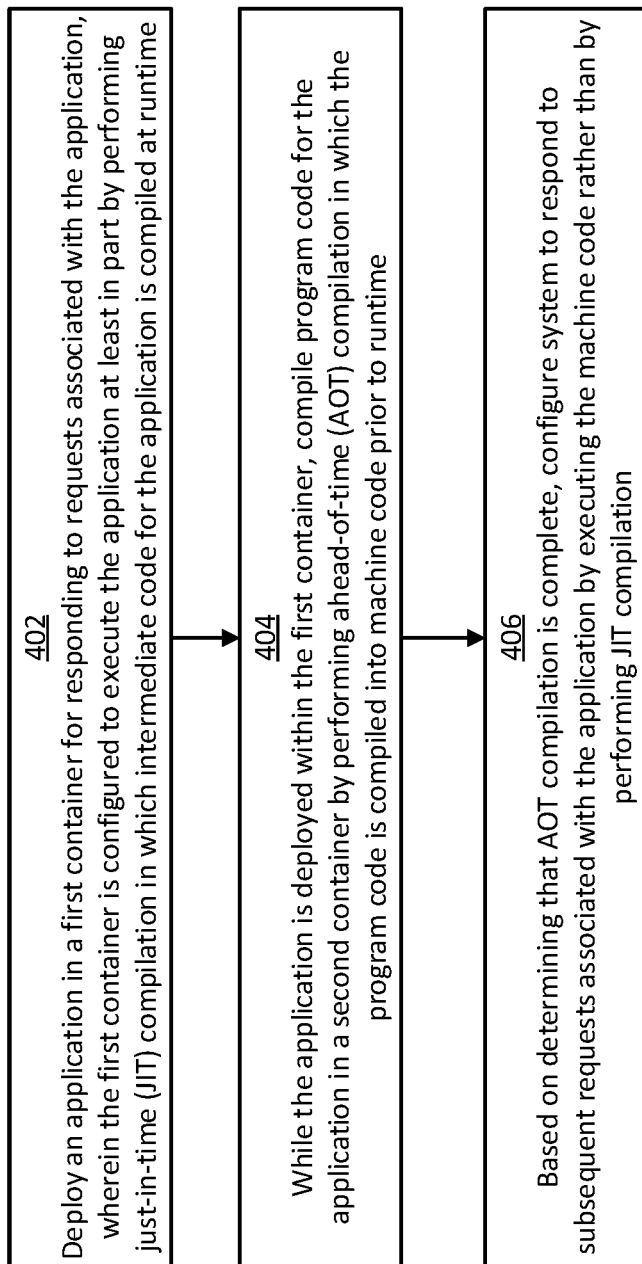 402
Deploy an application in a first container for responding to requests associated with the application,
wherein the first container is configured to execute the application at least in part by performing
just-in-time (JIT) compilation in which intermediate code for the application is compiled at runtime
404
While the application is deployed within the first container, compile program code for the
application in a second container by performing ahead-of-time (AOT) compilation in which the
program code is compiled into machine code prior to runtime
406
Based on determining that AOT compilation is complete, configure system to respond to
subsequent requests associated with the application by executing the machine code rather than by
performing JIT compilation